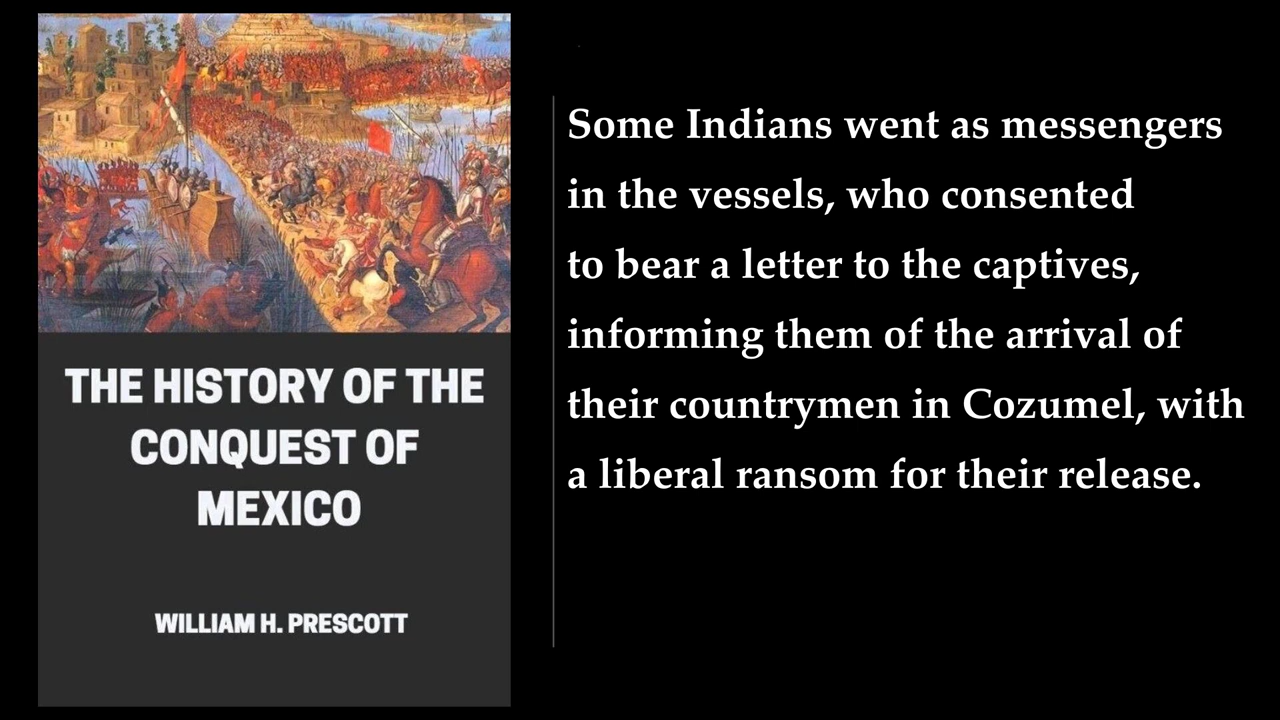 THE HISTORY OF THE
CONQUEST OF
MEXICO
WILLIAM H. PRESCOTT
Some Indians went as messengers
in the vessels, who consented
to bear a letter to the captives,
informing them of the arrival of
their countrymen in Cozumel, with
a liberal ransom for their release.